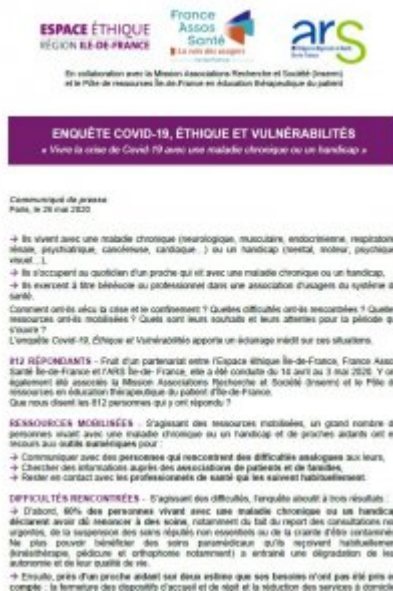 ESPACE ÉTHIQUE
RÉGION ILE-DE-FRANCE
France
Assos
Santé
La voix des usagers
ars
En collaboration avec la Mission Associations Recherche et Société (Inserm)
et le Pôle de ressources Île-de-France en éducation thérapeutique du patient
ENQUÊTE COVID-19, ÉTHIQUE ET VULNÉRABILITÉS
« Vivre la crise de Covid-19 avec une maladie chronique ou un handicap »
Communiqué de presse
Paris, le 26 mai 2020
→ Ils vivent avec une maladie chronique (neurologique, musculaire, endocrinienne, respiratoire
rénale, psychiatrique, cancéreuse, cardiaque...) ou un handicap (mental, moteur, psychique
visuel...),
→ Ils s'occupent au quotidien d'un proche qui vit avec une maladie chronique ou un handicap,
→ Ils exercent à titre bénévole ou professionnel dans une association d'usagers du système d
santé.
Comment ont-ils vécu la crise et le confinement ? Quelles difficultés ont-ils rencontrées ? Quelle
ressources ont-ils mobilisées ? Quels sont leurs souhaits et leurs attentes pour la période qu
s'ouvre ?
L'enquête Covid-19, Éthique et Vulnérabilités apporte un éclairage inédit sur ces situations.
812 RÉPONDANTS - Fruit d'un partenariat entre l'Espace éthique Île-de-France, France Asso
Santé Île-de-France et l'ARS Île-de-France, elle a été conduite du 14 avril au 3 mai 2020. Y on
également été associés la Mission Associations Recherche et Société (Inserm) et le Pôle d
ressources en éducation thérapeutique du patient d'Île-de-France.
Que nous disent les 812 personnes qui y ont répondu ?
RESSOURCES MOBILISÉES - S'agissant des ressources mobilisées, un grand nombre d
personnes vivant avec une maladie chronique ou un handicap et de proches aidants ont e
recours aux outils numériques pour :
→ Communiquer avec des personnes qui rencontrent des difficultés analogues aux leurs,
→ Chercher des informations auprès des associations de patients et de familles,
→ Rester en contact avec les professionnels de santé qui les suivent habituellement.
DIFFICULTÉS RENCONTRÉES - S'agissant des difficultés, l'enquête aboutit à trois résultats :
→ D'abord, 60% des personnes vivant avec une maladie chronique ou un handica
déclarent avoir dû renoncer à des soins, notamment du fait du report des consultations non
urgentes, de la suspension des soins réputés non essentiels ou de la crainte d'être contaminé
Ne plus pouvoir bénéficier des soins paramédicaux qu'ils reçoivent habituellemen
(kinésithérapie, pédicure et orthophonie notamment) a entraîné une dégradation de leu
autonomie et de leur qualité de vie.
→ Ensuite, près d'un proche aidant sur deux estime que ses besoins n'ont pas été pris e
compte : la fermeture des dispositifs d'accueil et de répit et la réduction des services à domicile